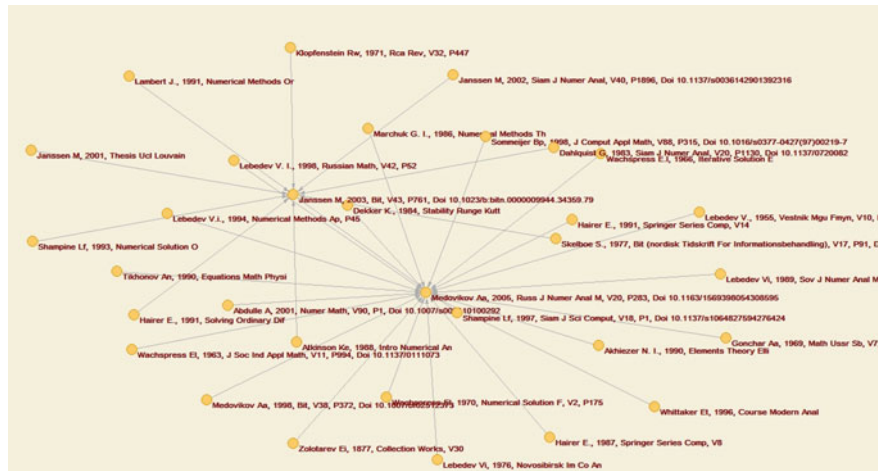 Klopfenstein Rw, 1971, Rca Rev, V32, P447
Janssen M, 2002, Siam J Numer Anal, V40, P1896, Doi 10.1137/s0036142901392316
Lambert J., 1991, Numerical Methods Or
Marchuk G. I., 1986, Numerical Methods Th
Sommeijer Bp, 1998, J Comput Appl Math, V88, P315, Doi 10.1016/s0377-0427(97)00219-7
Dahlquist G, 1983, Siam J Numer Anal, V20, P1130, Doi 10.1137/0720082
Janssen M, 2001, Thesis Ucl Louvain
Wachspress E.l, 1966, Iterative Solution E
Lebedev V. I., 1998, Russian Math, V42, P52
Janssen M, 2003, Bit, V43, P761, Doi 10.1023/b:bitn.0000009944.34359.79
Dekker K., 1984, Stability Runge Kutt
Lebedev V.i., 1994, Numerical Methods Ap, P45
Lebedev V., 1955, Vestnik Mgu Fmyn, V10,
Hairer E., 1991, Springer Series Comp, V14
Shampine Lf, 1993, Numerical Solution O
Skelboe S., 1977, Bit (nordisk Tidskrift For Informationsbehandling), V17, P91, D
Tikhonov An, 1990, Equations Math Physi
Lebedev Vi, 1989, Sov J Numer Anal M
Medovikov Aa, 2005, Russ J Numer Anal M, V20, P283, Doi 10.1163/1569398054308595
Abdulle A, 2001, Numer Math, V90, P1, Doi
Shampine Lf, 1997, Siam J Sci Comput, V18, P1, Doi 10.1137/s1064827594276424
Hairer E., 1991, Solving Ordinary Dif
Gonchar Aa, 1969, Math Ussr Sb, V7
Atkinson Ke, 1988, Intro Numerical An
Akhiezer N. I., 1990, Elements Theory Elli
Wachspress El, 1963, J Soc Ind Appl Math, V11, P994, Doi 10.1137/0111073
Medovikov Aa, 1998, Bit, V38, P372, Doi
1970, Numerical Solution F, V2, P175
Whittaker Et, 1996, Course Modern Anal
Hairer E., 1987, Springer Series Comp, V8
Zolotarev Ei, 1877, Collection Works, V30
Lebedev Vi, 1976, Novosibirsk Im Co An